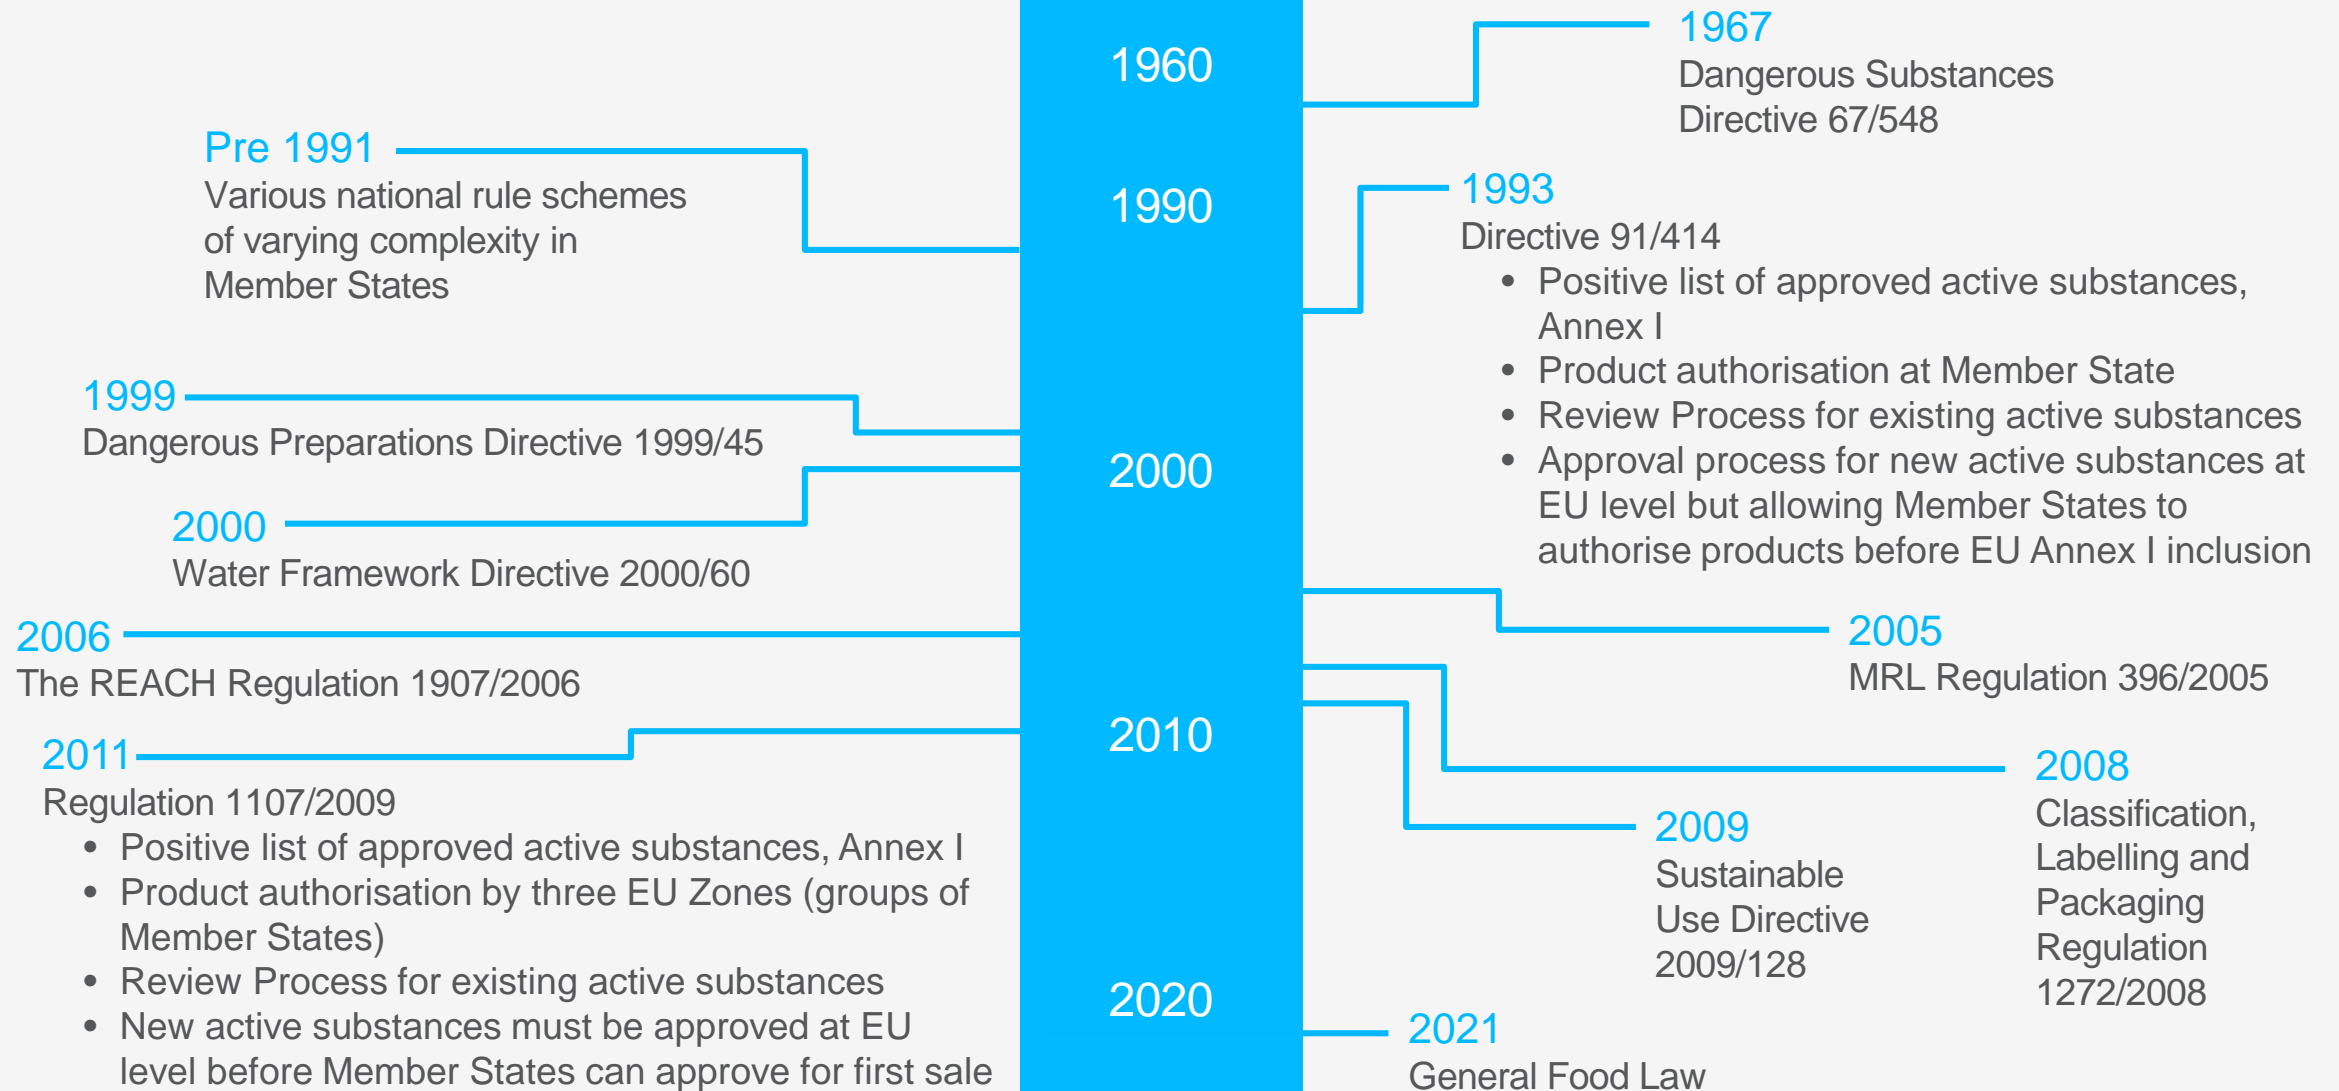 1960
1967
Dangerous Substances
Directive 67/548
Pre 1991
Various national rule schemes
of varying complexity in
Member States
1990
1993
Directive 91/414
• Positive list of approved active substances,
Annex I
• Product authorisation at Member State
• Review Process for existing active substances
• Approval process for new active substances at
EU level but allowing Member States to
authorise products before EU Annex I inclusion
1999
Dangerous Preparations Directive 1999/45
2000
2000
Water Framework Directive 2000/60
2005
MRL Regulation 396/2005
2006
The REACH Regulation 1907/2006
2010
2008
Classification,
Labelling and
Packaging
Regulation
1272/2008
2009
Sustainable
Use Directive
2009/128
2011
Regulation 1107/2009
• Positive list of approved active substances, Annex I
• Product authorisation by three EU Zones (groups of
Member States)
• Review Process for existing active substances
• New active substances must be approved at EU
level before Member States can approve for first sale
2020
2021
General Food Law